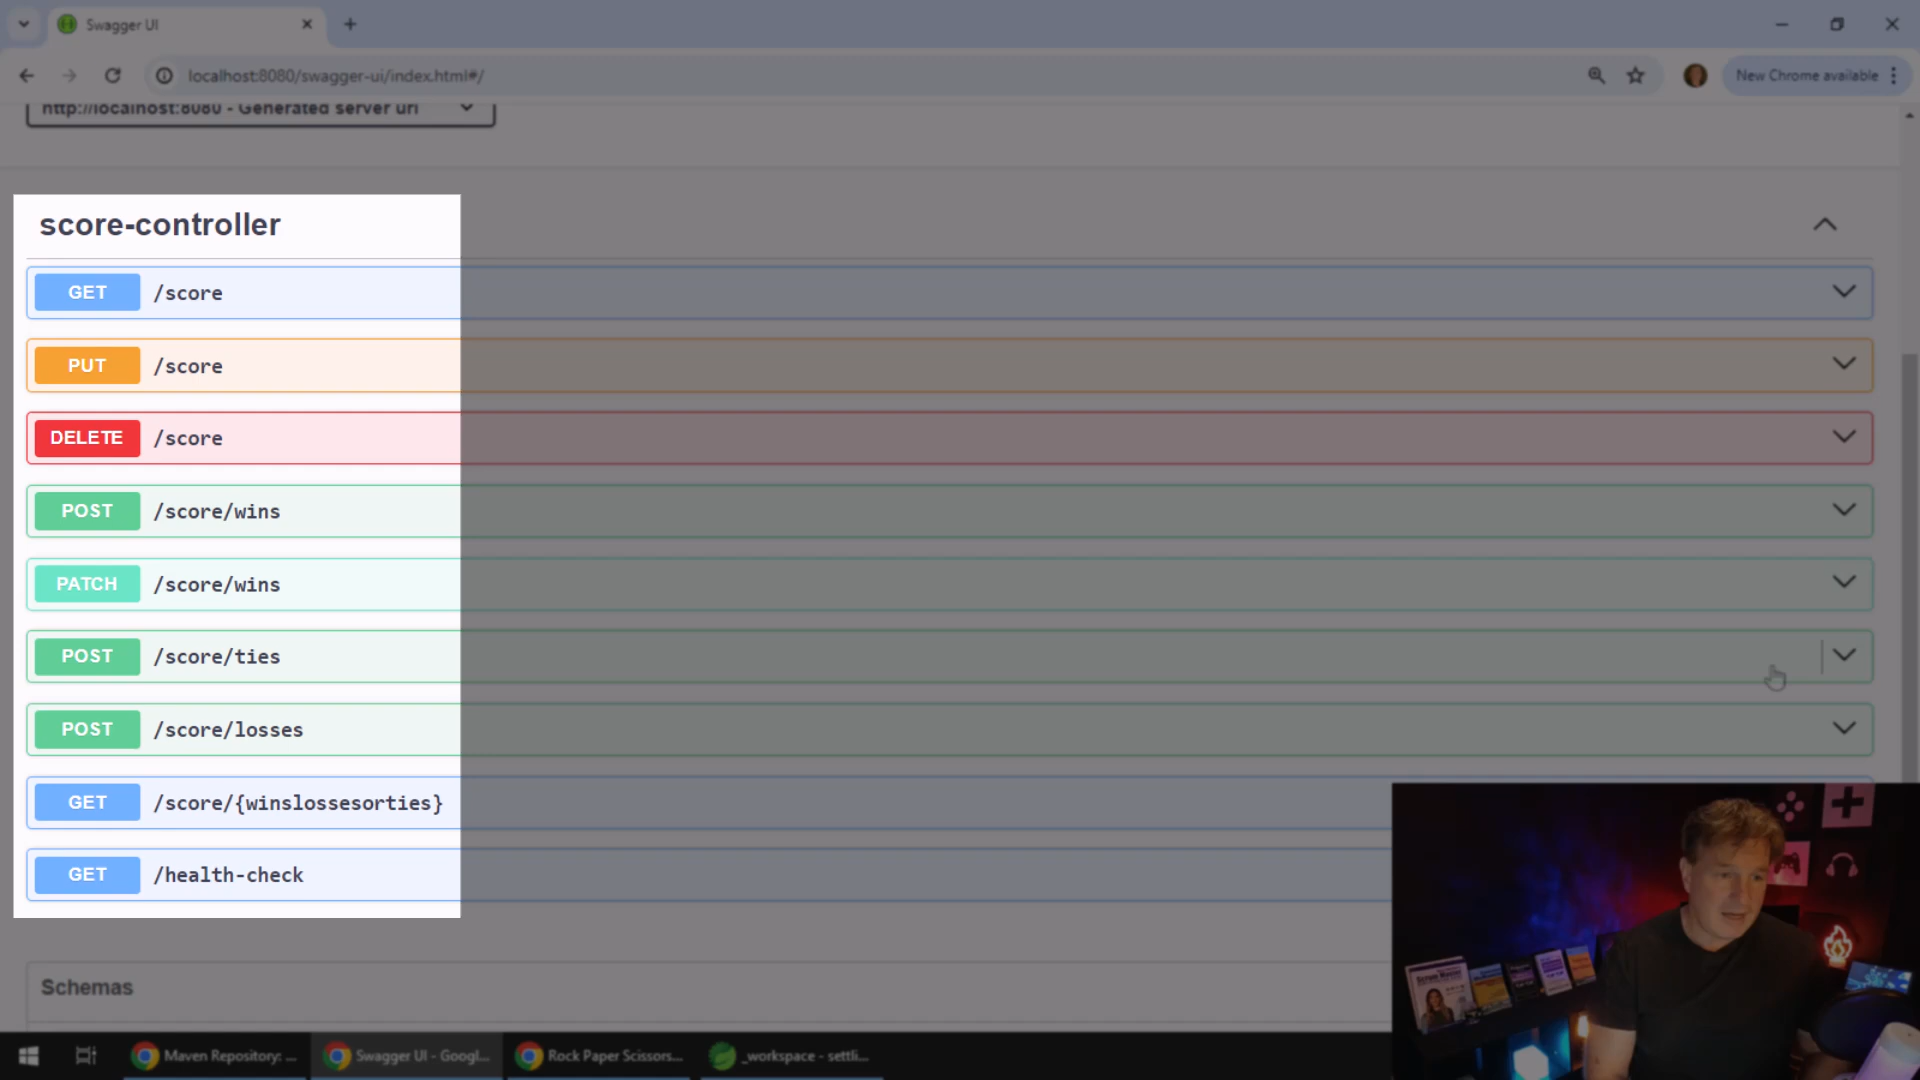 Swagger UI
localhost:8080/swagger-ui/index.html#/
New Chrome available
http://localhost:8080 - Generated server url
score-controller
GET /score
PUT /score
DELETE /score
POST /score/wins
PATCH /score/wins
POST /score/ties
POST /score/losses
GET /score/{winslossesorties}
GET /health-check
Schemas
Maven Repository: ...
Swagger UI - Googl...
Rock Paper Scissors...
_workspace - settli...